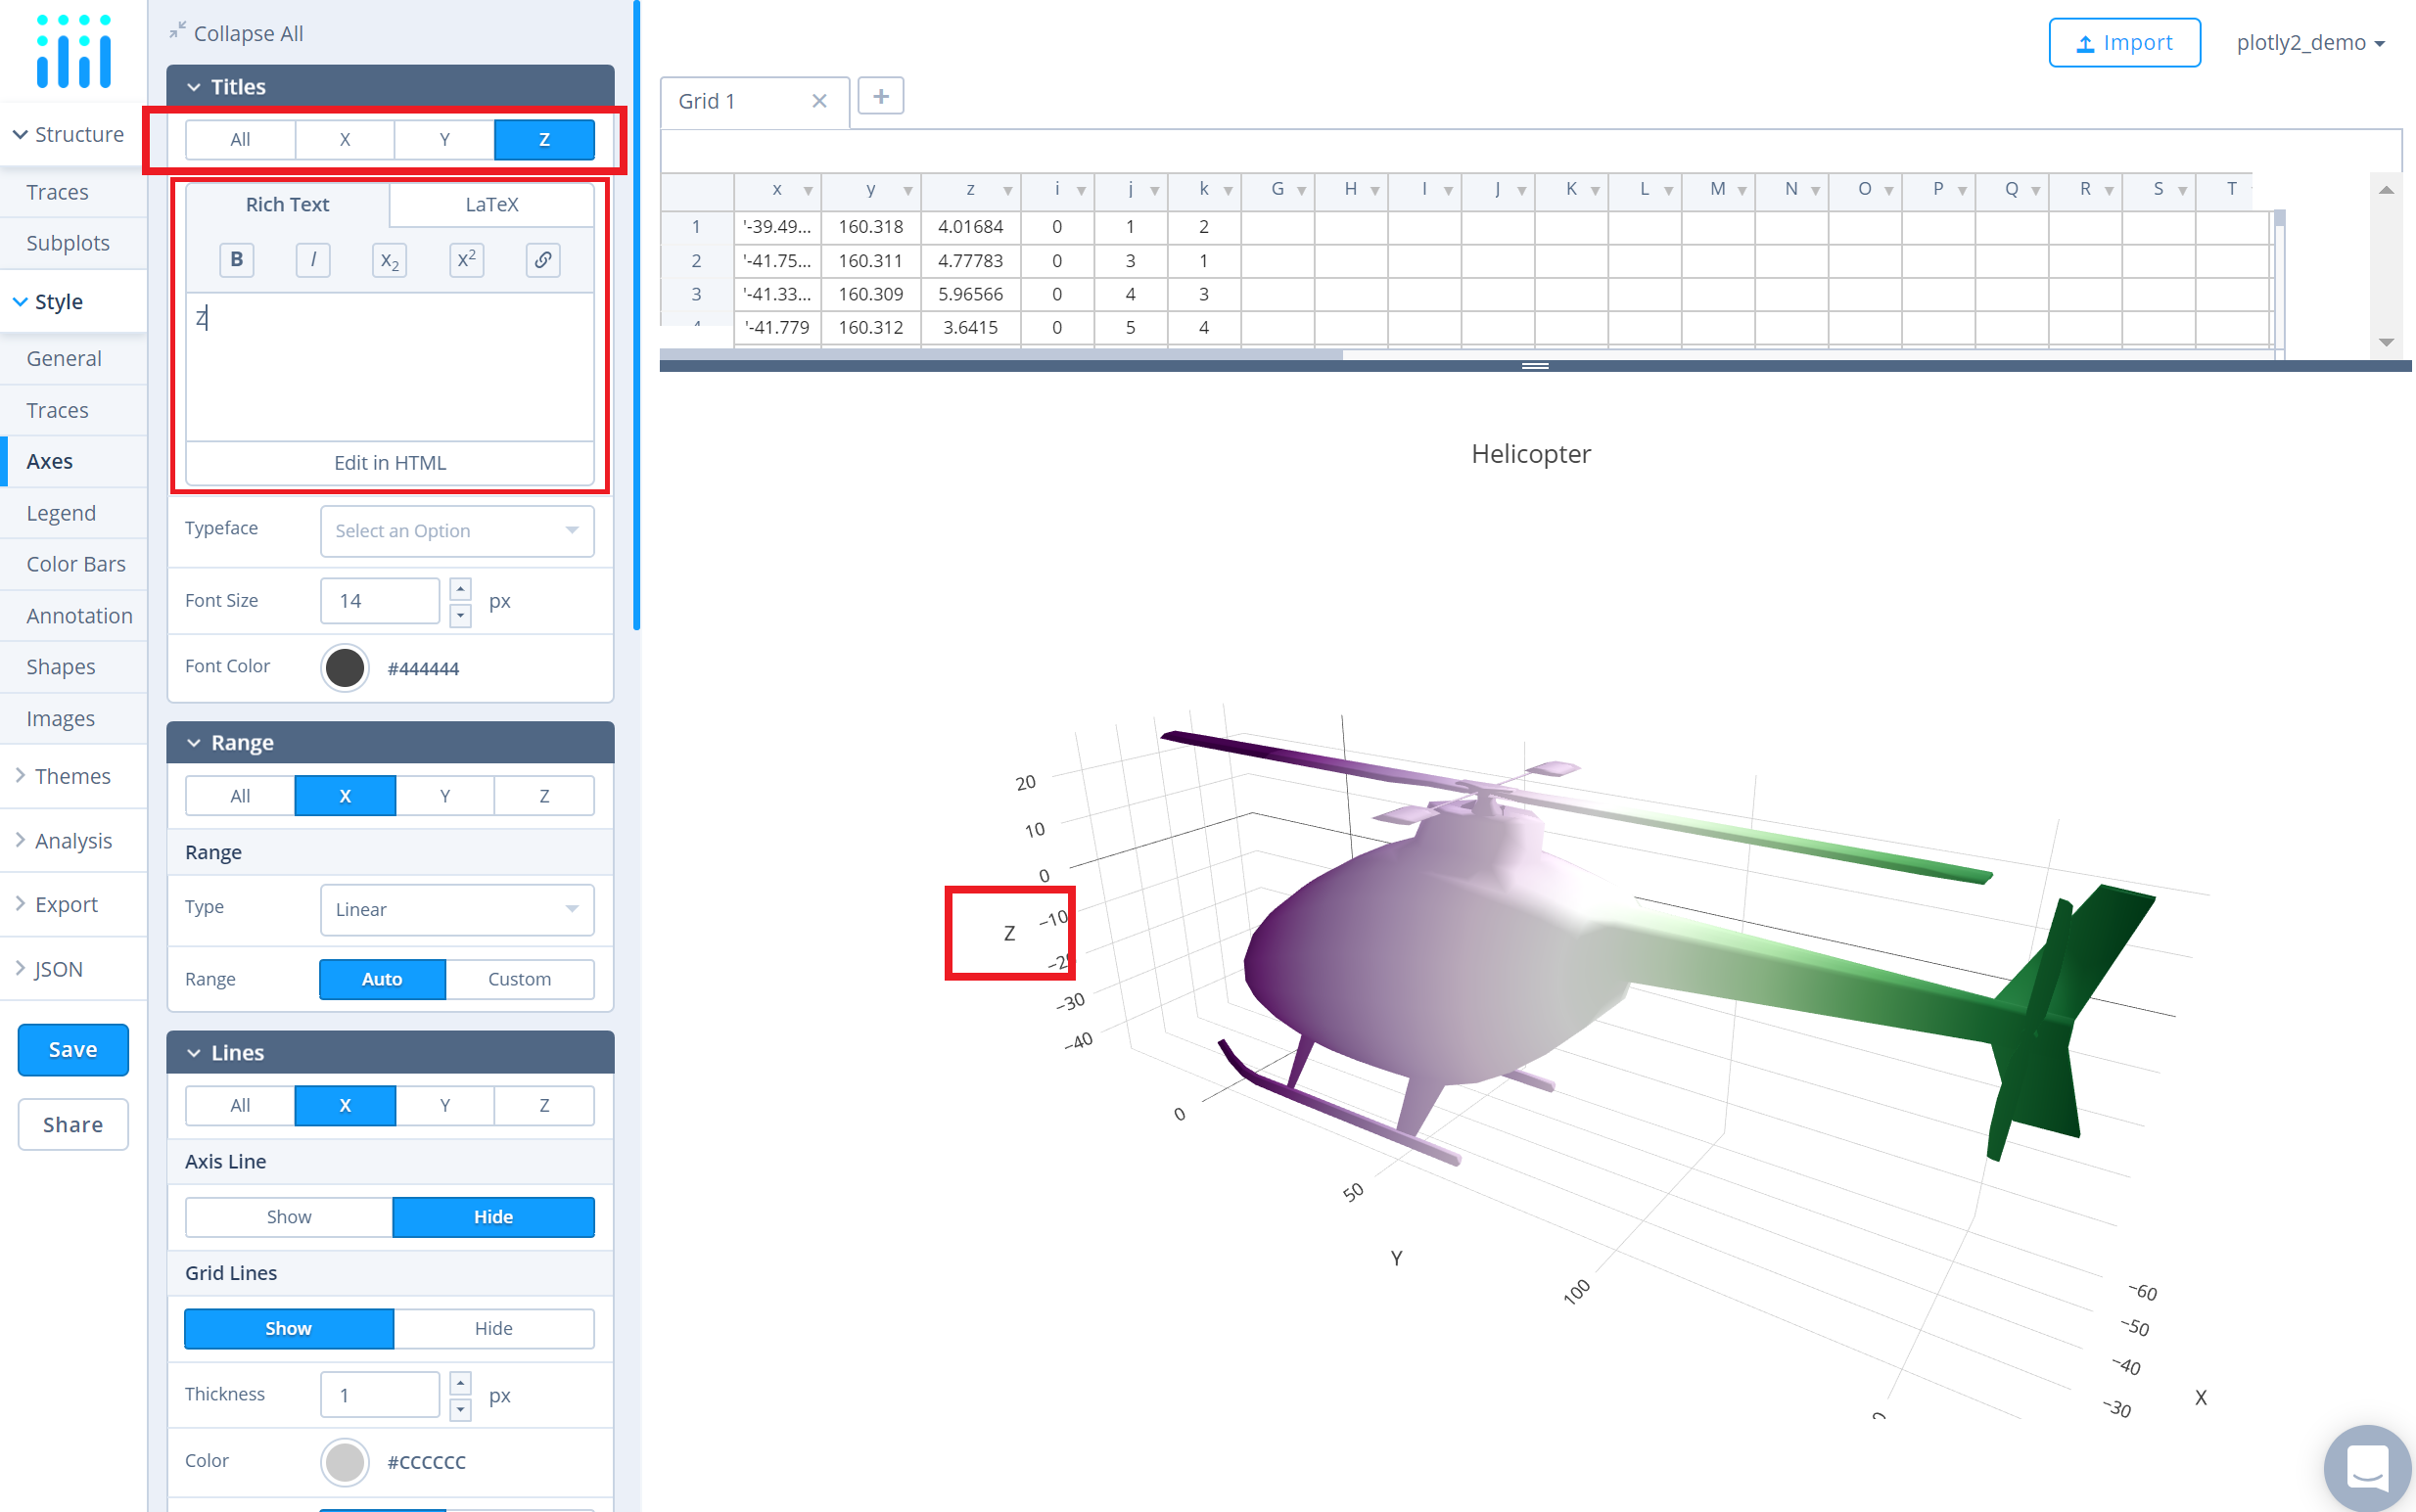 Collapse All
Import
plotly2_demo
Structure
Traces
Subplots
Style
General
Traces
Axes
Legend
Color Bars
Annotation
Shapes
Images
Themes
Analysis
Export
JSON
Save
Share
Titles
All X Y Z
Rich Text LaTeX
B I x2 x2
Z
Edit in HTML
Typeface Select an Option
Font Size 14 px
Font Color #444444
Range
All X Y Z
Range
Type Linear
Range Auto Custom
Lines
All X Y Z
Axis Line
Show Hide
Grid Lines
Show Hide
Thickness 1 px
Color #CCCCCC
Grid 1
x y z i j k G H I J K L M N O P Q R S T
1 '-39.49... 160.318 4.01684 0 1 2
2 '-41.75... 160.311 4.77783 0 3 1
3 '-41.33... 160.309 5.96566 0 4 3
'-41.779 160.312 3.6415 0 5 4
Helicopter
20
10
0
−10
Z
−30
−40
0
50
Y
100
−60
−50
−40
−30
X